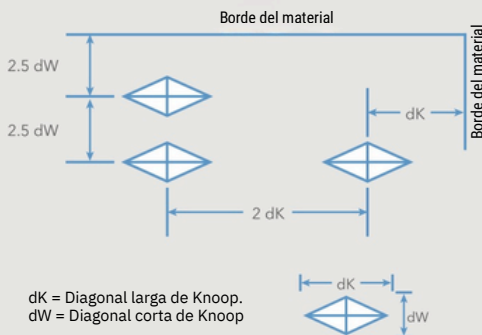 Borde del material
Borde del material
2.5 dW
2.5 dW
dK
2 dK
dK = Diagonal larga de Knoop.
dW = Diagonal corta de Knoop
dK
dW